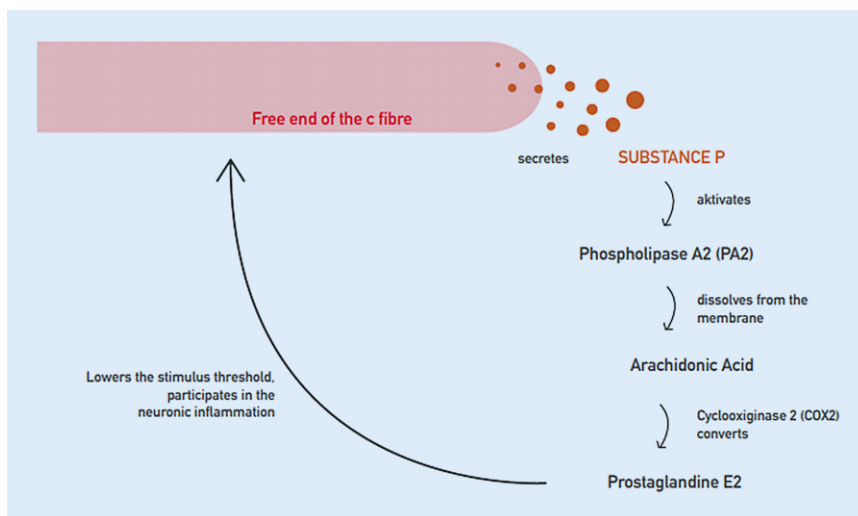 Free end of the c fibre
secretes
SUBSTANCE P
aktivates
Phospholipase A2 (PA2)
dissolves from the
membrane
Arachidonic Acid
Cyclooxiginase 2 (COX2)
converts
Prostaglandine E2
Lowers the stimulus threshold,
participates in the
neuronic inflammation